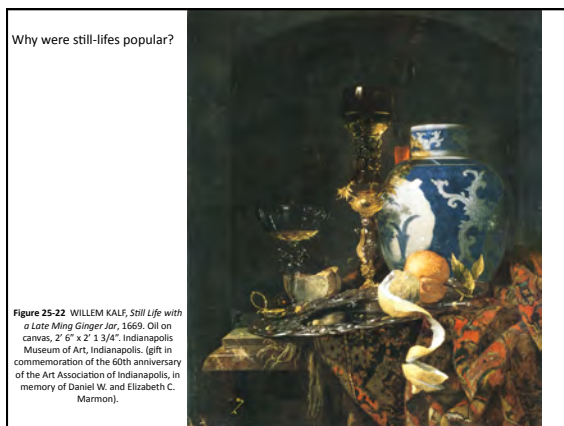 Why were still-lifes popular?
Figure 25-22 WILLEM KALF, Still Life with
a Late Ming Ginger Jar, 1669. Oil on
canvas, 2' 6" x 2' 1 3/4". Indianapolis
Museum of Art, Indianapolis. (gift in
commemoration of the 60th anniversary
of the Art Association of Indianapolis, in
memory of Daniel W. and Elizabeth C.
Marmon).